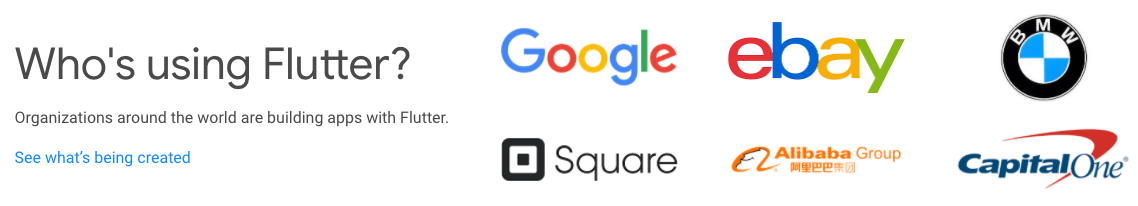 Who's using Flutter?
Organizations around the world are building apps with Flutter.
See what's being created
Google
ebay
BMW
Square
Alibaba Group
阿里巴巴集团
CapitalOne®